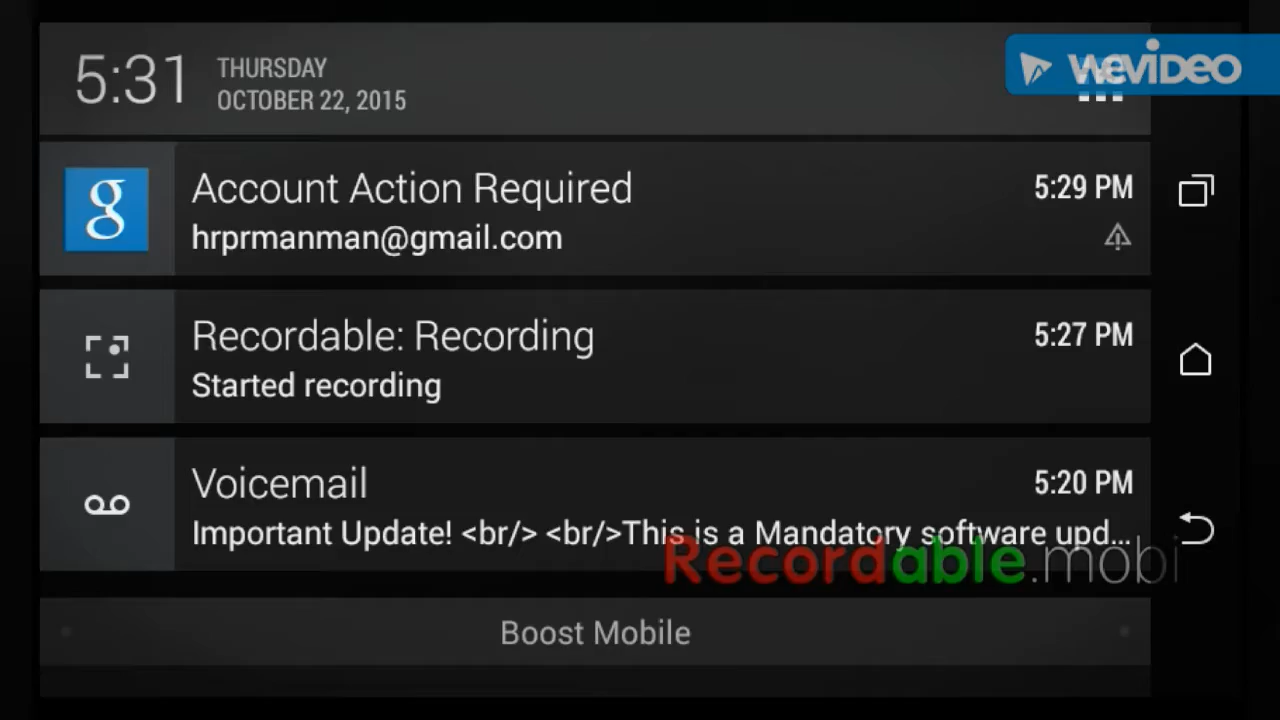 5:31
THURSDAY
OCTOBER 22, 2015
WEVIDEO
g
Account Action Required
5:29 PM
hrprmanman@gmail.com
Recordable: Recording
5:27 PM
Started recording
Voicemail
5:20 PM
Important Update! <br/> <br/>This is a Mandatory software upd...
Recordable.mobi
Boost Mobile